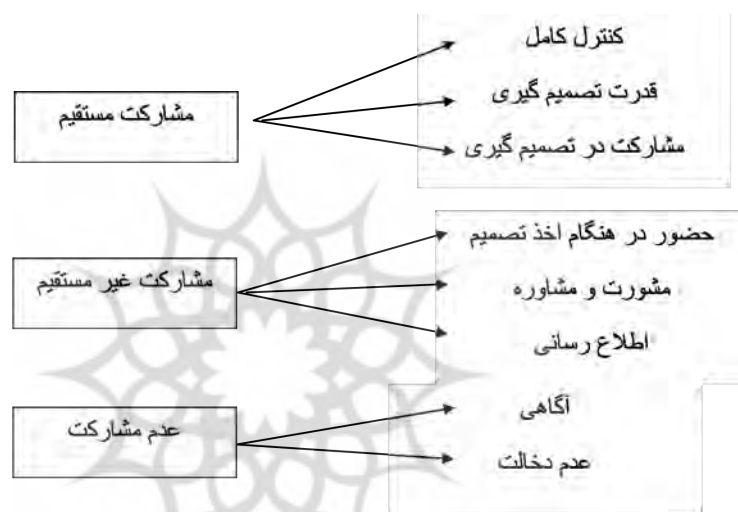 کنترل کامل
قدرت تصمیم گیری
مشارکت مستقیم
مشارکت در تصمیم گیری
حضور در هنگام اخذ تصمیم
مشارکت غیر مستقیم
مشورت و مشاوره
اطلاع رسانی
آگاهی
عدم مشارکت
عدم دخالت